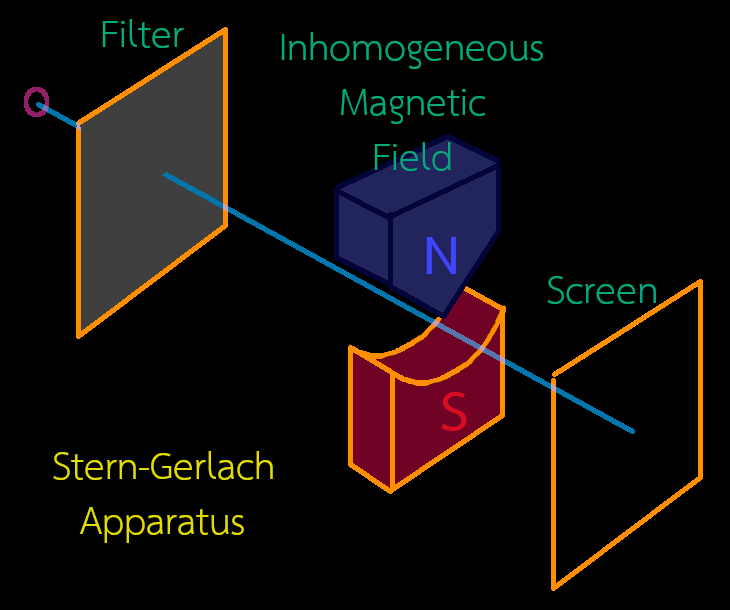 Filter
Inhomogeneous
Magnetic
Field
N
Screen
S
Stern-Gerlach
Apparatus